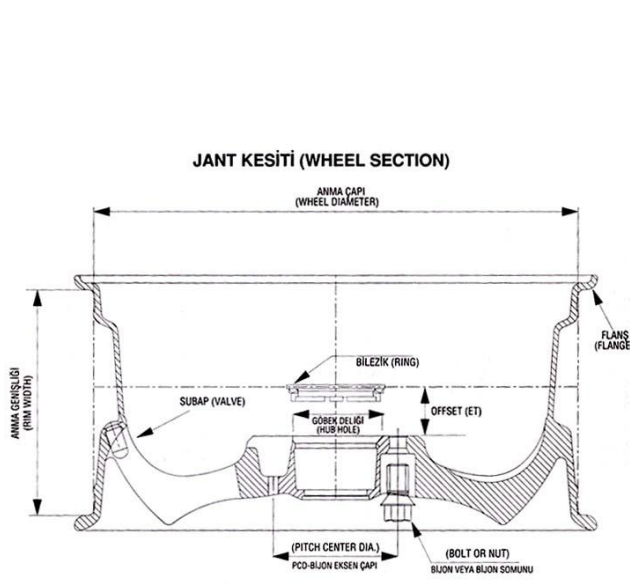 JANT KESİTİ (WHEEL SECTION)
ANMA ÇAPI
(WHEEL DIAMETER)
FLANŞ
(FLANGE
BİLEZİK (RING)
ANMA GENİŞLİĞİ
(RIM WIDTH)
SUBAP (VALVE)
OFFSET (ET)
GÖBEK DELİĞİ
(HUB HOLE)
(PITCH CENTER DIA.)
PCD-BİJON EKSEN ÇAPI
(BOLT OR NUT)
BİJON VEYA BİJON SOMUNU